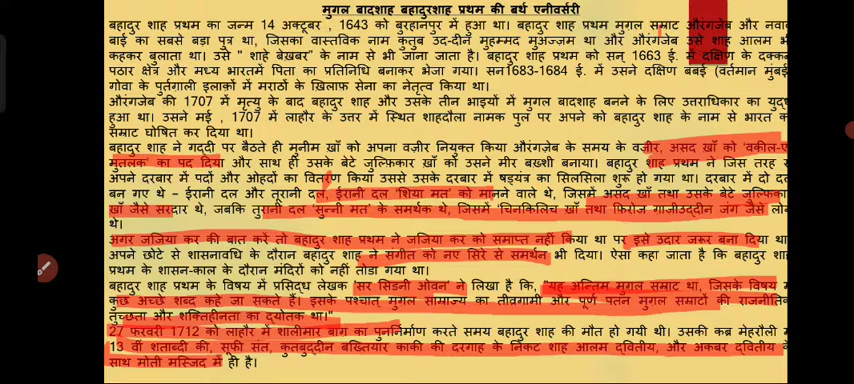 मुगल बादशाह बहादुरशाह प्रथम की बर्थ एनीवर्सरी
बहादुर शाह प्रथम का जन्म 14 अक्टूबर , 1643 को बुरहानपुर में हुआ था। बहादुर शाह प्रथम मुगल सम्राट औरंगजेब और नवाब
बाई का सबसे बड़ा पुत्र था, जिसका वास्तविक नाम कुतुब उद-दीन मुहम्मद मुअज्ज़म था और औरंगजेब उसे शाह आलम भी
कहकर बुलाता था। उसे " शाहे बेख़बर" के नाम से भी जाना जाता है। बहादुर शाह प्रथम को सन् 1663 ई. में दक्षिण के दक्कन
पठार क्षेत्र और मध्य भारतमें पिता का प्रतिनिधि बनाकर भेजा गया। सन1683-1684 ई. में उसने दक्षिण बंबई (वर्तमान मुंबई
गोवा के पुर्तगाली इलाकों में मराठों के ख़िलाफ़ सेना का नेतृत्व किया था।
औरंगजेब की 1707 में मृत्यु के बाद बहादुर शाह और उसके तीन भाइयों में मुगल बादशाह बनने के लिए उत्तराधिकार का युद्ध
हुआ था। उसने मई , 1707 में लाहौर के उत्तर में स्थित शाहदौला नामक पुल पर अपने को बहादुर शाह के नाम से भारत का
सम्राट घोषित कर दिया था।
बहादुर शाह ने गद्दी पर बैठते ही मुनीम खाँ को अपना वज़ीर नियुक्त किया औरंगज़ेब के समय के वज़ीर, असद खाँ को 'वकील-ए
मुतलक' का पद दिया और साथ ही उसके बेटे जुल्फिकार खाँ को उसने मीर बख्शी बनाया। बहादुर शाह प्रथम ने जिस तरह से
अपने दरबार में पदों और ओहदों का वितरण किया उससे उसके दरबार में षड्यंत्र का सिलसिला शुरू हो गया था। दरबार में दो दल
बन गए थे – ईरानी दल और तूरानी दल, ईरानी दल 'शिया मत' को मानने वाले थे, जिसमें असद खाँ तथा उसके बेटे जुल्फिकार
खाँ जैसे सरदार थे, जबकि तुरानी दल 'सुन्नी मत' के समर्थक थे, जिसमें 'चिनकिलिच खाँ तथा फिरोज़ गाज़ीउद्दीन जंग जैसे लोग
थे।
अगर जजिया कर की बात करें तो बहादुर शाह प्रथम ने जजिया कर को समाप्त नहीं किया था पर इसे उदार जरूर बना दिया था
अपने छोटे से शासनावधि के दौरान बहादुर शाह ने संगीत को नए सिरे से समर्थन भी दिया। ऐसा कहा जाता है कि बहादुर शाह
प्रथम के शासन-काल के दौरान मंदिरों को नहीं तोडा गया था।
बहादुर शाह प्रथम के विषय में प्रसिद्ध लेखक 'सर सिडनी ओवन' ने लिखा है कि, "यह अन्तिम मुगल सम्राट था, जिसके विषय में
कुछ अच्छे शब्द कहे जा सकते हैं। इसके पश्चात मुगल साम्राज्य का तीव्रगामी और पूर्ण पतन मुगल सम्राटों की राजनीतिक
तुच्छता और शक्तिहीनता का द्योतक था।"
27 फरवरी 1712 को लाहौर में शालीमार बाग का पुनर्निर्माण करते समय बहादुर शाह की मौत हो गयी थी। उसकी कब्र मेहरौली में
13 वीं शताब्दी की, सूफी संत, कुतबुद्दीन बख्तियार काकी की दरगाह के निकट शाह आलम द्वितीय, और अकबर द्वितीय के
साथ मोती मस्जिद में ही है।